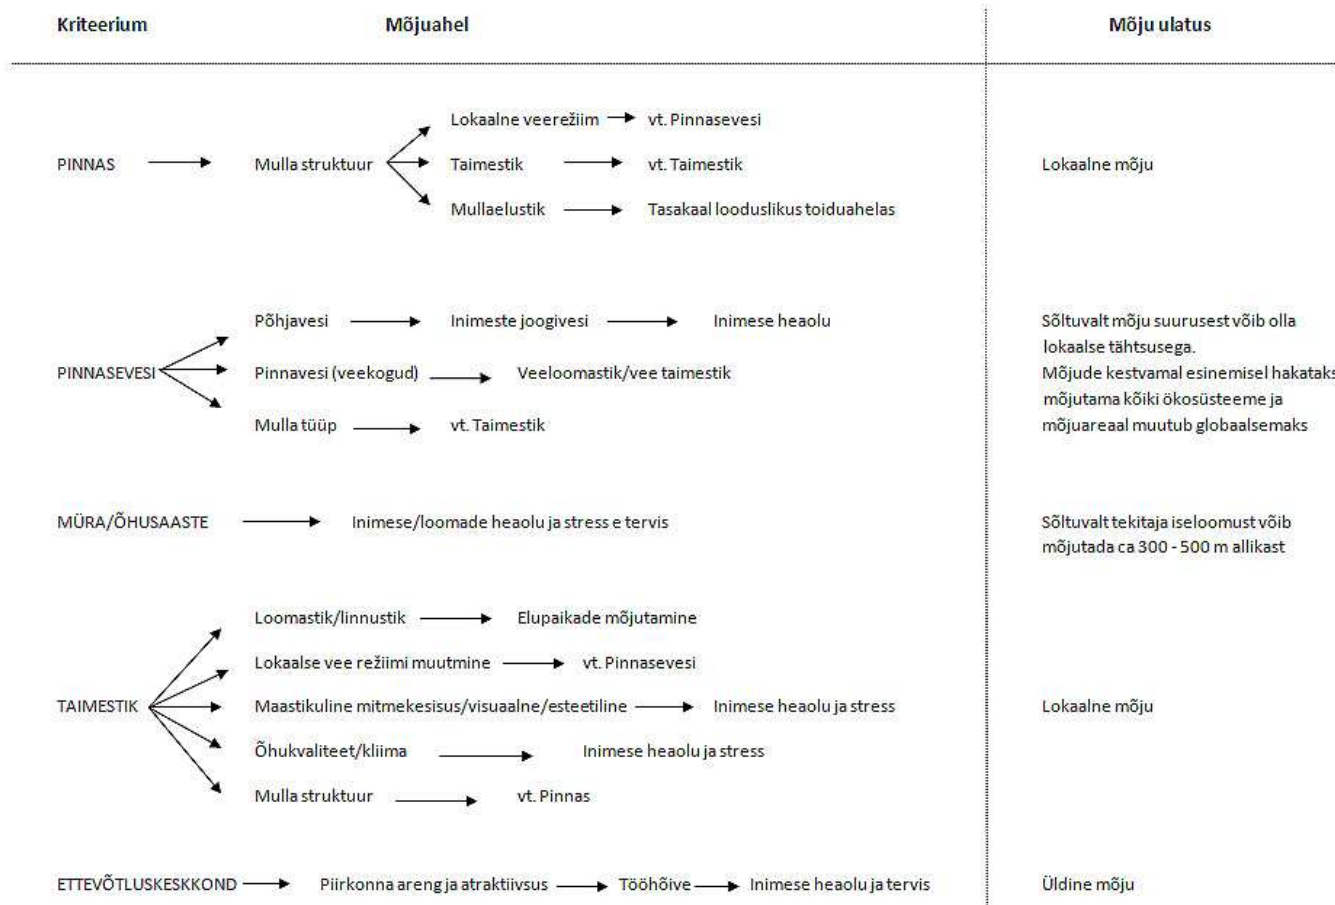 Kriteerium Mõjuahel Mõju ulatus
Lokaalne veerežiim vt. Pinnasevesi
PINNAS Mulla struktuur Taimestik vt. Taimestik Lokaalne mõju
Mullaelustik Tasakaal looduslikus toiduahelas
Põhjavesi Inimeste joogivesi Inimese heaolu Sõltuvalt mõju suurusest võib olla
lokaalse tähtsusega.
PINNASEVESI Pinnavesi (veekogud) Veeloomastik/vee taimestik Mõjude kestvamal esinemisel hakataks
mõjutama kõiki ökosüsteeme ja
Mulla tüüp vt. Taimestik mõjuareaal muutub globaalsemaks
MÜRA/ÕHUSAASTE Inimese/loomade heaolu ja stress e tervis Sõltuvalt tekitaja iseloomust võib
mõjutada ca 300 - 500 m allikast
Loomastik/linnustik Elupaikade mõjutamine
Lokaalse vee režiimi muutmine vt. Pinnasevesi
TAIMESTIK Maastikuline mitmekesisus/visuaalne/esteetiline Inimese heaolu ja stress Lokaalne mõju
Õhukvaliteet/kliima Inimese heaolu ja stress
Mulla struktuur vt. Pinnas
ETTEVÕTLUSKESKKOND Piirkonna areng ja atraktiivsus Tööhõive Inimese heaolu ja tervis Üldine mõju